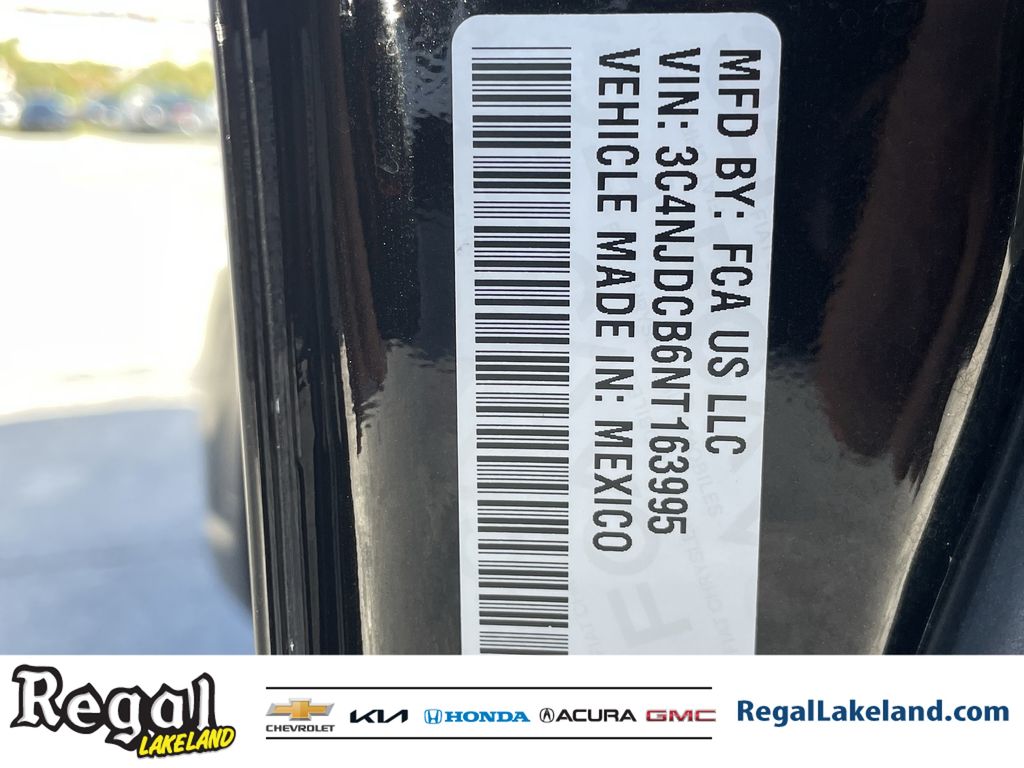 MFD BY: FCA US LLC
VIN: 3C4NJDCB6NT163995
VEHICLE MADE IN: MEXICO
Regal
LAKELAND
CHEVROLET
KIA
HONDA
ACURA
GMC
RegalLakeland.com